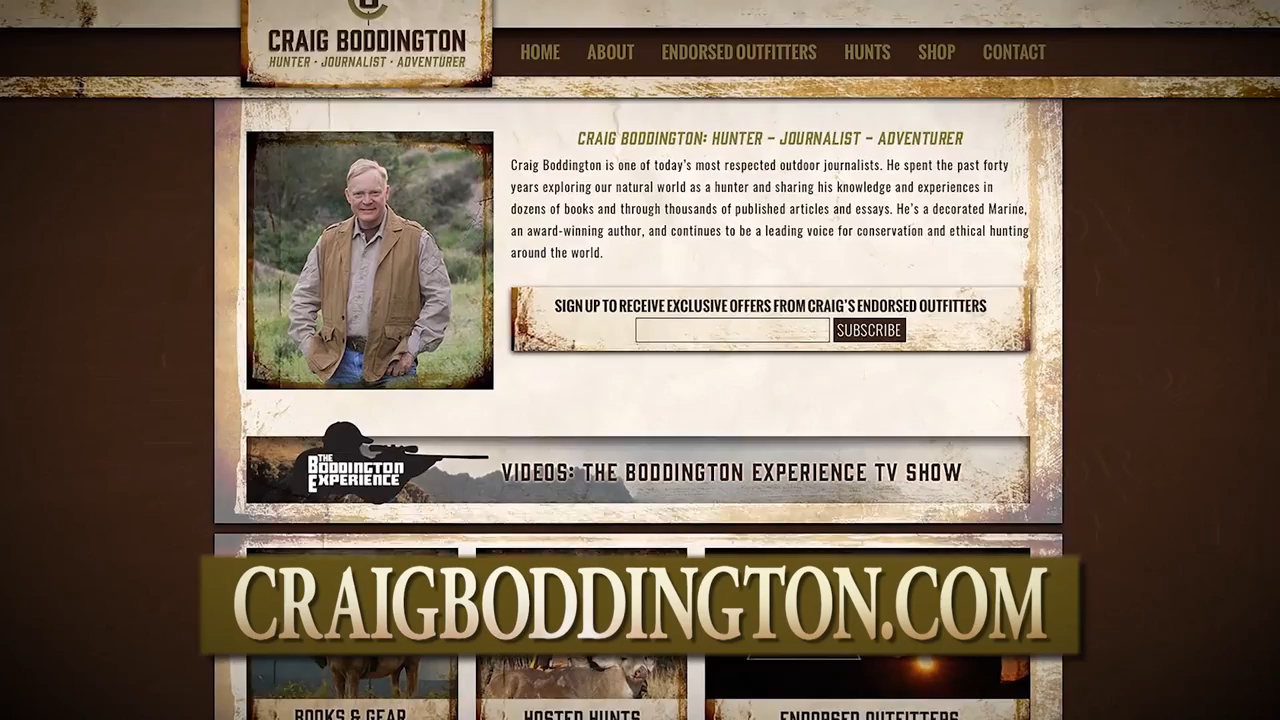 CRAIG BODDINGTON
HUNTER · JOURNALIST · ADVENTURER
HOME ABOUT ENDORSED OUTFITTERS HUNTS SHOP CONTACT
CRAIG BODDINGTON: HUNTER – JOURNALIST – ADVENTURER
Craig Boddington is one of today's most respected outdoor journalists. He spent the past forty
years exploring our natural world as a hunter and sharing his knowledge and experiences in
dozens of books and through thousands of published articles and essays. He's a decorated Marine,
an award-winning author, and continues to be a leading voice for conservation and ethical hunting
around the world.
SIGN UP TO RECEIVE EXCLUSIVE OFFERS FROM CRAIG'S ENDORSED OUTFITTERS
SUBSCRIBE
THE
BODDINGTON
EXPERIENCE
VIDEOS: THE BODDINGTON EXPERIENCE TV SHOW
CRAIGBODDINGTON.COM
BOOKS & GEAR
HOSTED HUNTS
ENDORSED OUTFITTERS